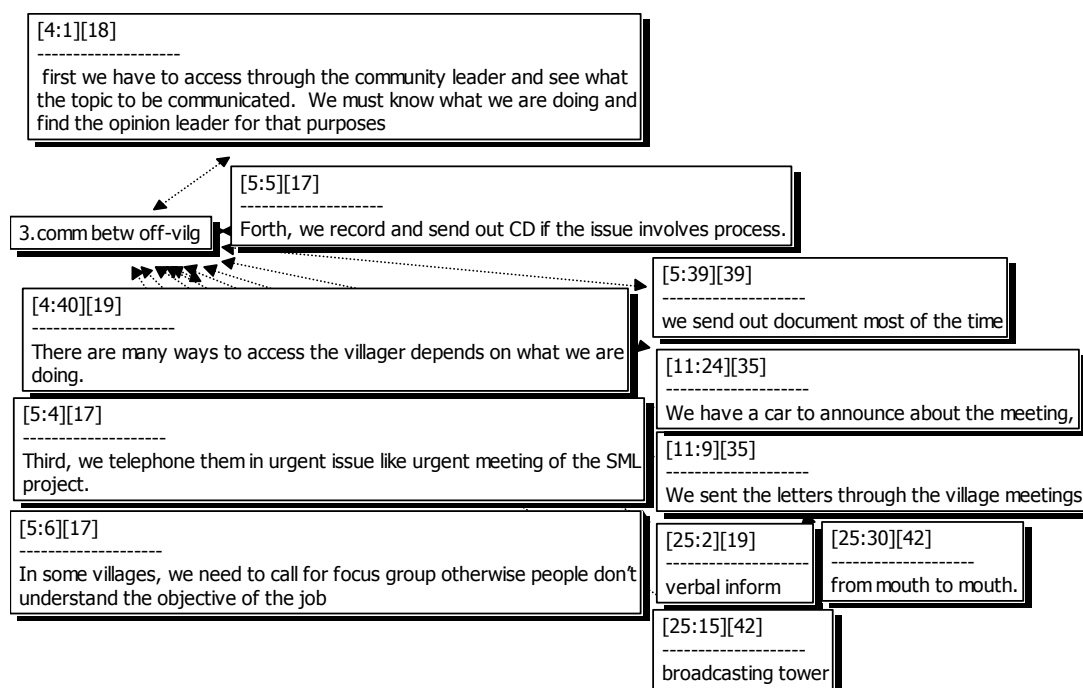 [4:1][18]
--------------------
first we have to access through the community leader and see what
the topic to be communicated.  We must know what we are doing and
find the opinion leader for that purposes
[5:5][17]
--------------------
Forth, we record and send out CD if the issue involves process.
3.comm betw off-vilg
[5:39][39]
--------------------
we send out document most of the time
[4:40][19]
--------------------
There are many ways to access the villager depends on what we are
doing.
[11:24][35]
--------------------
We have a car to announce about the meeting,
[5:4][17]
--------------------
Third, we telephone them in urgent issue like urgent meeting of the SML
project.
[11:9][35]
--------------------
We sent the letters through the village meetings
[5:6][17]
--------------------
In some villages, we need to call for focus group otherwise people don't
understand the objective of the job
[25:2][19]
--------------------
verbal inform
[25:30][42]
--------------------
from mouth to mouth.
[25:15][42]
--------------------
broadcasting tower